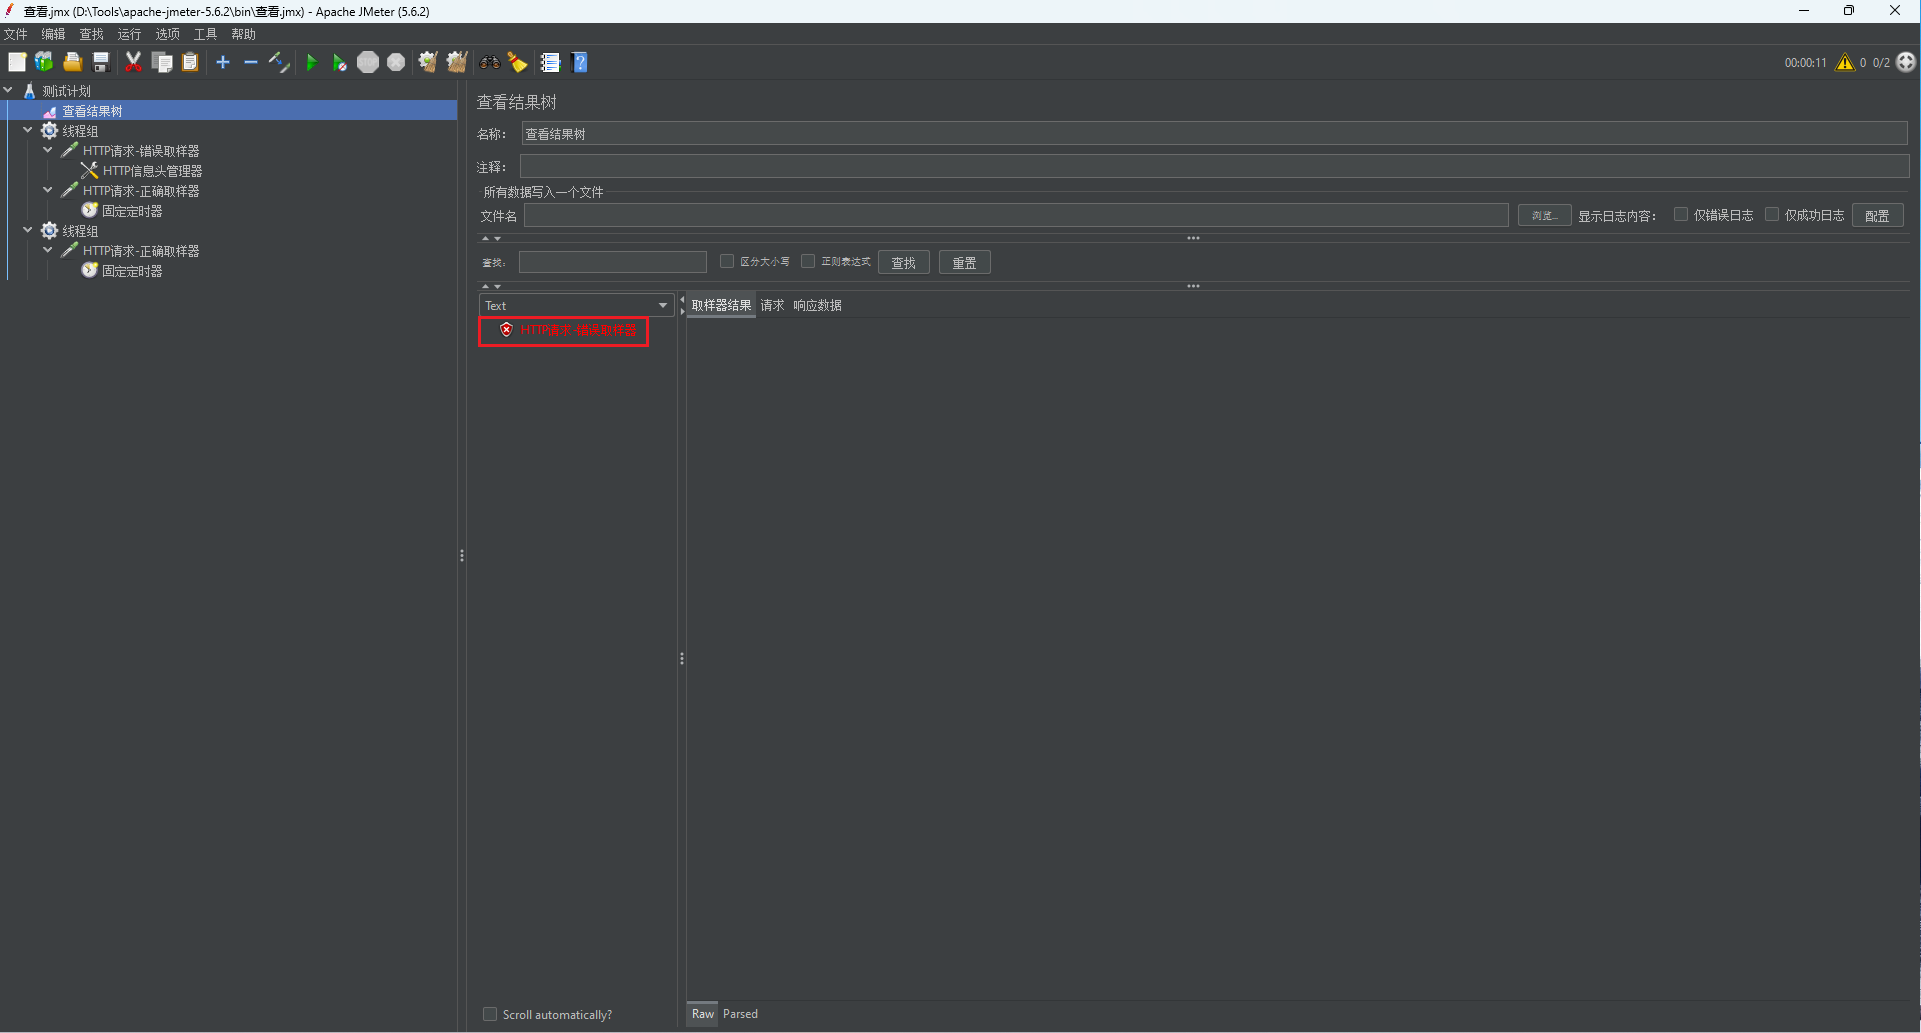 查看.jmx (D:\Tools\apache-jmeter-5.6.2\bin\查看.jmx) - Apache JMeter (5.6.2)
文件 编辑 查找 运行 选项 工具 帮助
00:00:11 0 0/2
测试计划
查看结果树
线程组
HTTP请求-错误取样器
HTTP信息头管理器
HTTP请求-正确取样器
固定定时器
线程组
HTTP请求-正确取样器
固定定时器
查看结果树
名称： 查看结果树
注释：
所有数据写入一个文件
文件名 浏览... 显示日志内容： 仅错误日志 仅成功日志 配置
查找： 区分大小写 正则表达式 查找 重置
Text 取样器结果 请求 响应数据
HTTP请求-错误取样器
Scroll automatically? Raw Parsed